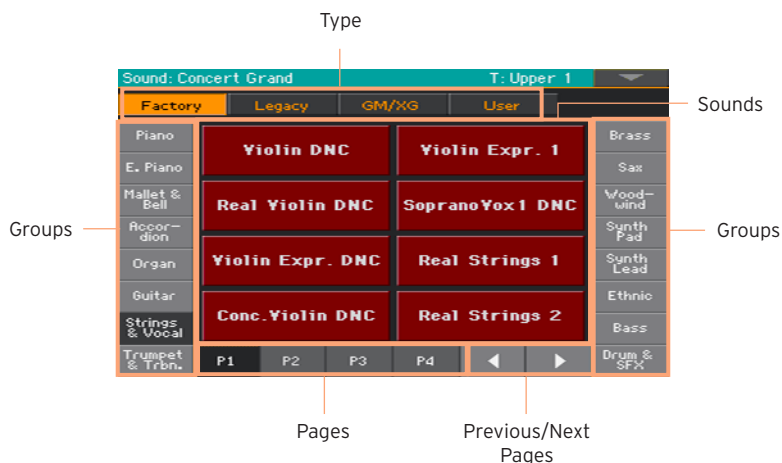 Type
Sound: Concert Grand T: Upper 1
Factory Legacy GM/XG User
Sounds
Groups
Piano
E. Piano
Mallet &
Bell
Accor-
dion
Organ
Guitar
Strings
& Vocal
Trumpet
& Trbn.
Violin DNC Violin Expr. 1
Real Violin DNC SopranoVox1 DNC
Violin Expr. DNC Real Strings 1
Conc.Violin DNC Real Strings 2
Brass
Sax
Wood-
wind
Synth
Pad
Synth
Lead
Ethnic
Bass
Drum &
SFX
Groups
P1 P2 P3 P4
Pages
Previous/Next
Pages